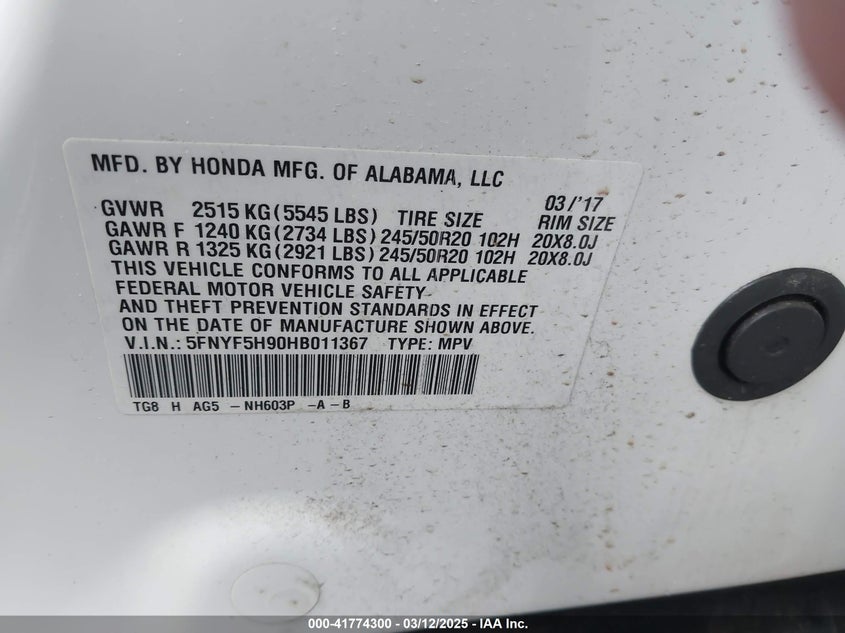 MFD. BY HONDA MFG. OF ALABAMA, LLC
03/'17
GVWR 2515 KG (5545 LBS) TIRE SIZE RIM SIZE
GAWR F 1240 KG (2734 LBS) 245/50R20 102H 20X8.0J
GAWR R 1325 KG (2921 LBS) 245/50R20 102H 20X8.0J
THIS VEHICLE CONFORMS TO ALL APPLICABLE
FEDERAL MOTOR VEHICLE SAFETY
AND THEFT PREVENTION STANDARDS IN EFFECT
ON THE DATE OF MANUFACTURE SHOWN ABOVE.
V.I.N.: 5FNYF5H90HB011367 TYPE: MPV
TG8 H AG5 -NH603P -A-B
000-41774300 - 03/12/2025 - IAA Inc.